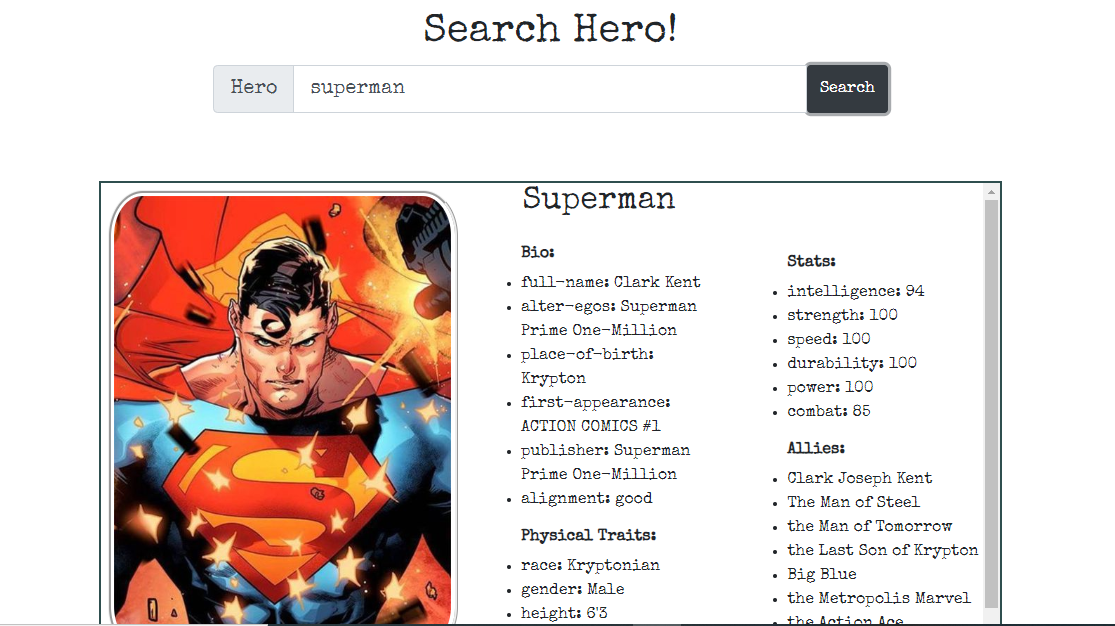 Search Hero!
Hero superman Search
Superman
Bio:
full-name: Clark Kent
alter-egos: Superman
Prime One-Million
place-of-birth:
Krypton
first-appearance:
ACTION COMICS #1
publisher: Superman
Prime One-Million
alignment: good
Physical Traits:
race: Kryptonian
gender: Male
height: 6'3
Stats:
intelligence: 94
strength: 100
speed: 100
durability: 100
power: 100
combat: 85
Allies:
Clark Joseph Kent
The Man of Steel
the Man of Tomorrow
the Last Son of Krypton
Big Blue
the Metropolis Marvel
the Action Ace